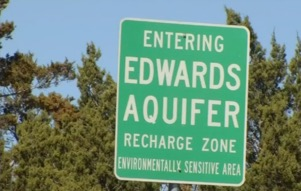 ENTERING
EDWARDS
AQUIFER
RECHARGE ZONE
ENVIRONMENTALLY SENSITIVE AREA